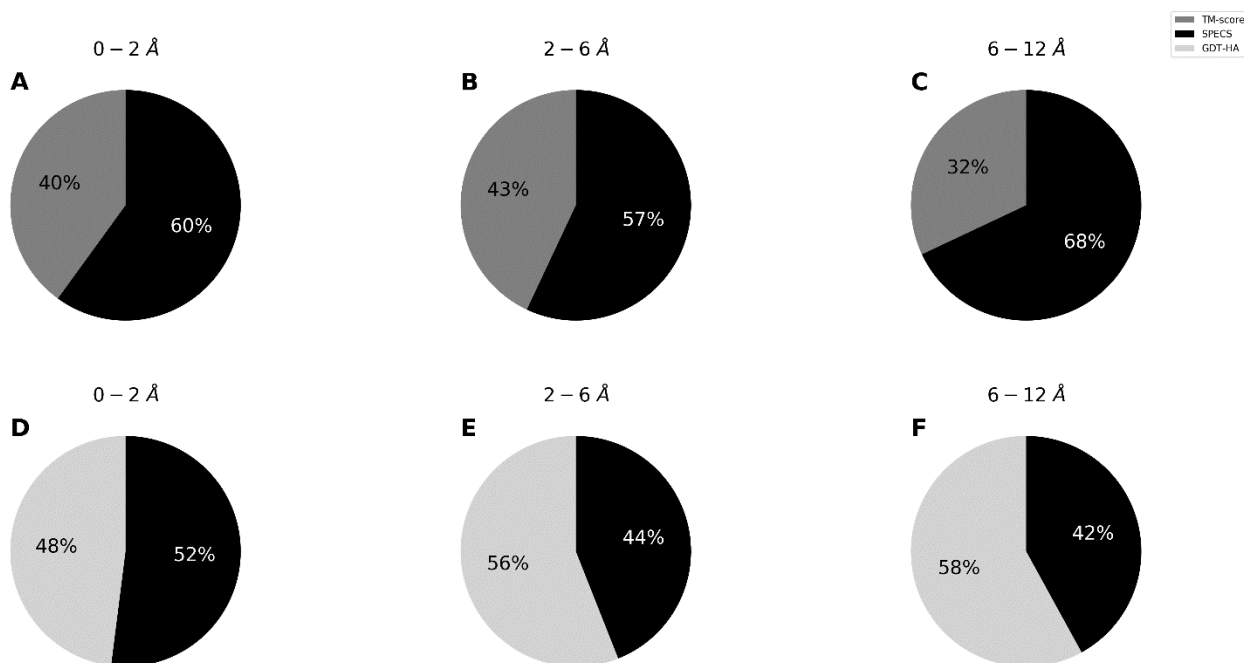 TM-score
SPECS
GDT-HA
0 – 2 Å
2 – 6 Å
6 – 12 Å
A
B
C
40%
60%
43%
57%
32%
68%
0 – 2 Å
2 – 6 Å
6 – 12 Å
D
E
F
48%
52%
56%
44%
58%
42%